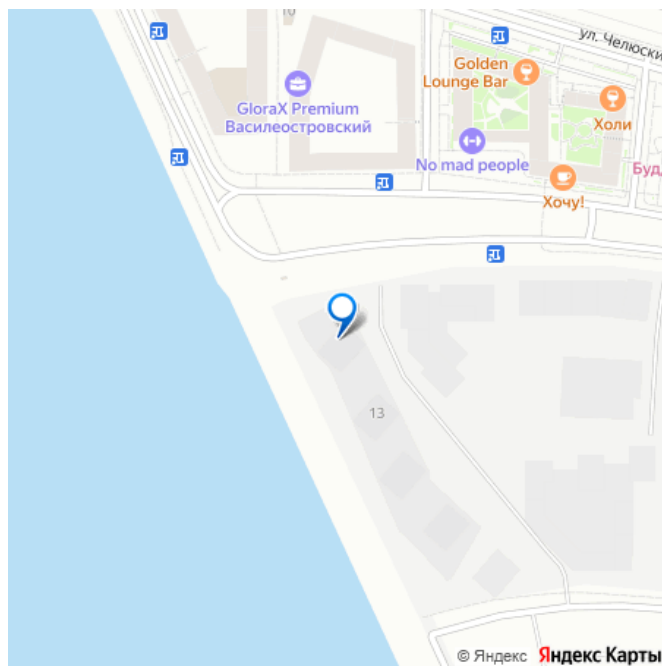 10
ул. Челюски
Golden
Lounge Bar
GloraX Premium
Василеостровский
Холи
No mad people
Буд
Хочу!
13
© Яндекс Яндекс Карты